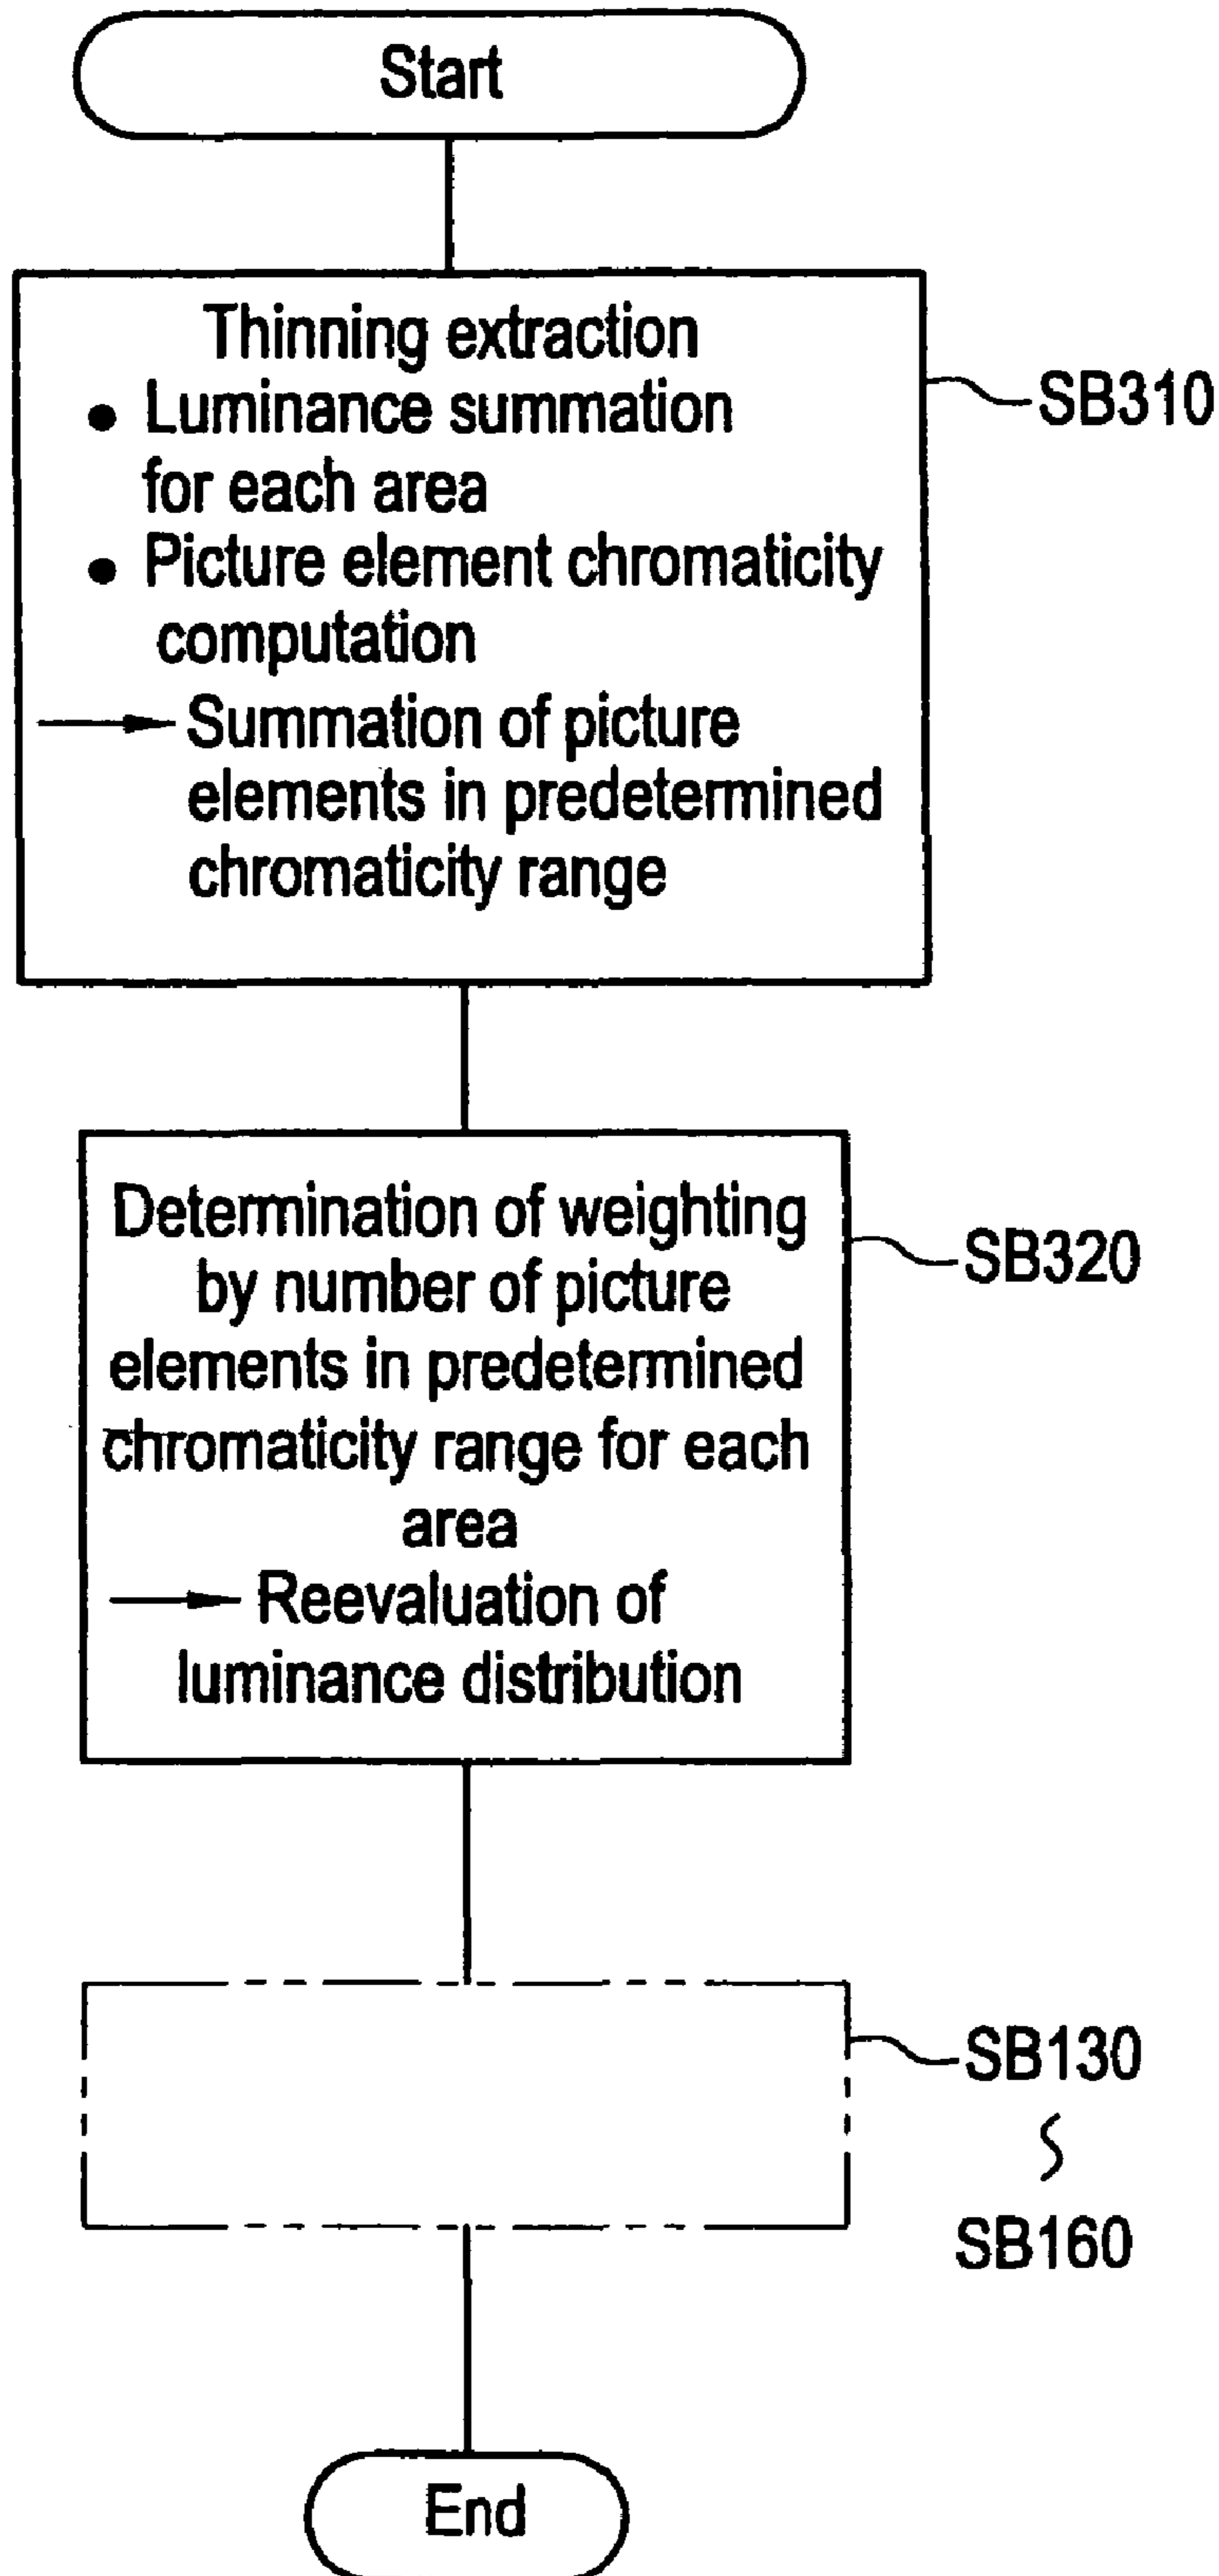 Start
Thinning extraction
● Luminance summation
for each area
● Picture element chromaticity
computation
→ Summation of picture
elements in predetermined
chromaticity range
SB310
Determination of weighting
by number of picture
elements in predetermined
chromaticity range for each
area
→ Reevaluation of
luminance distribution
SB320
SB130
~
SB160
End